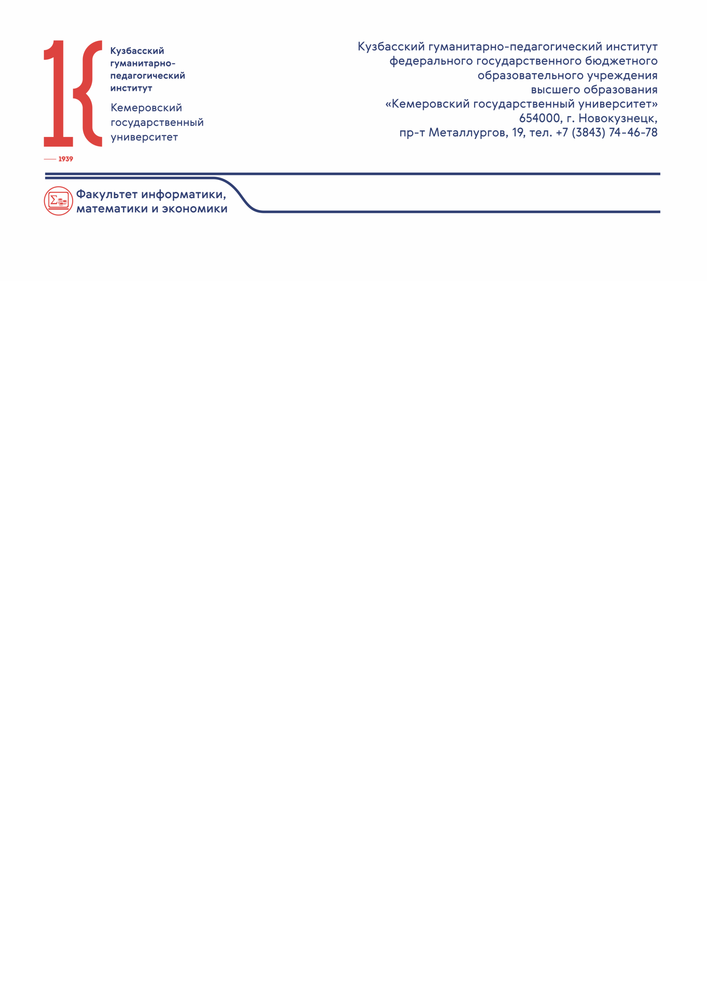 Кузбасский
гуманитарно-
педагогический
институт
Кемеровский
государственный
университет
1939
Кузбасский гуманитарно-педагогический институт
федерального государственного бюджетного
образовательного учреждения
высшего образования
«Кемеровский государственный университет»
654000, г. Новокузнецк,
пр-т Металлургов, 19, тел. +7 (3843) 74-46-78
Σ
Факультет информатики,
математики и экономики